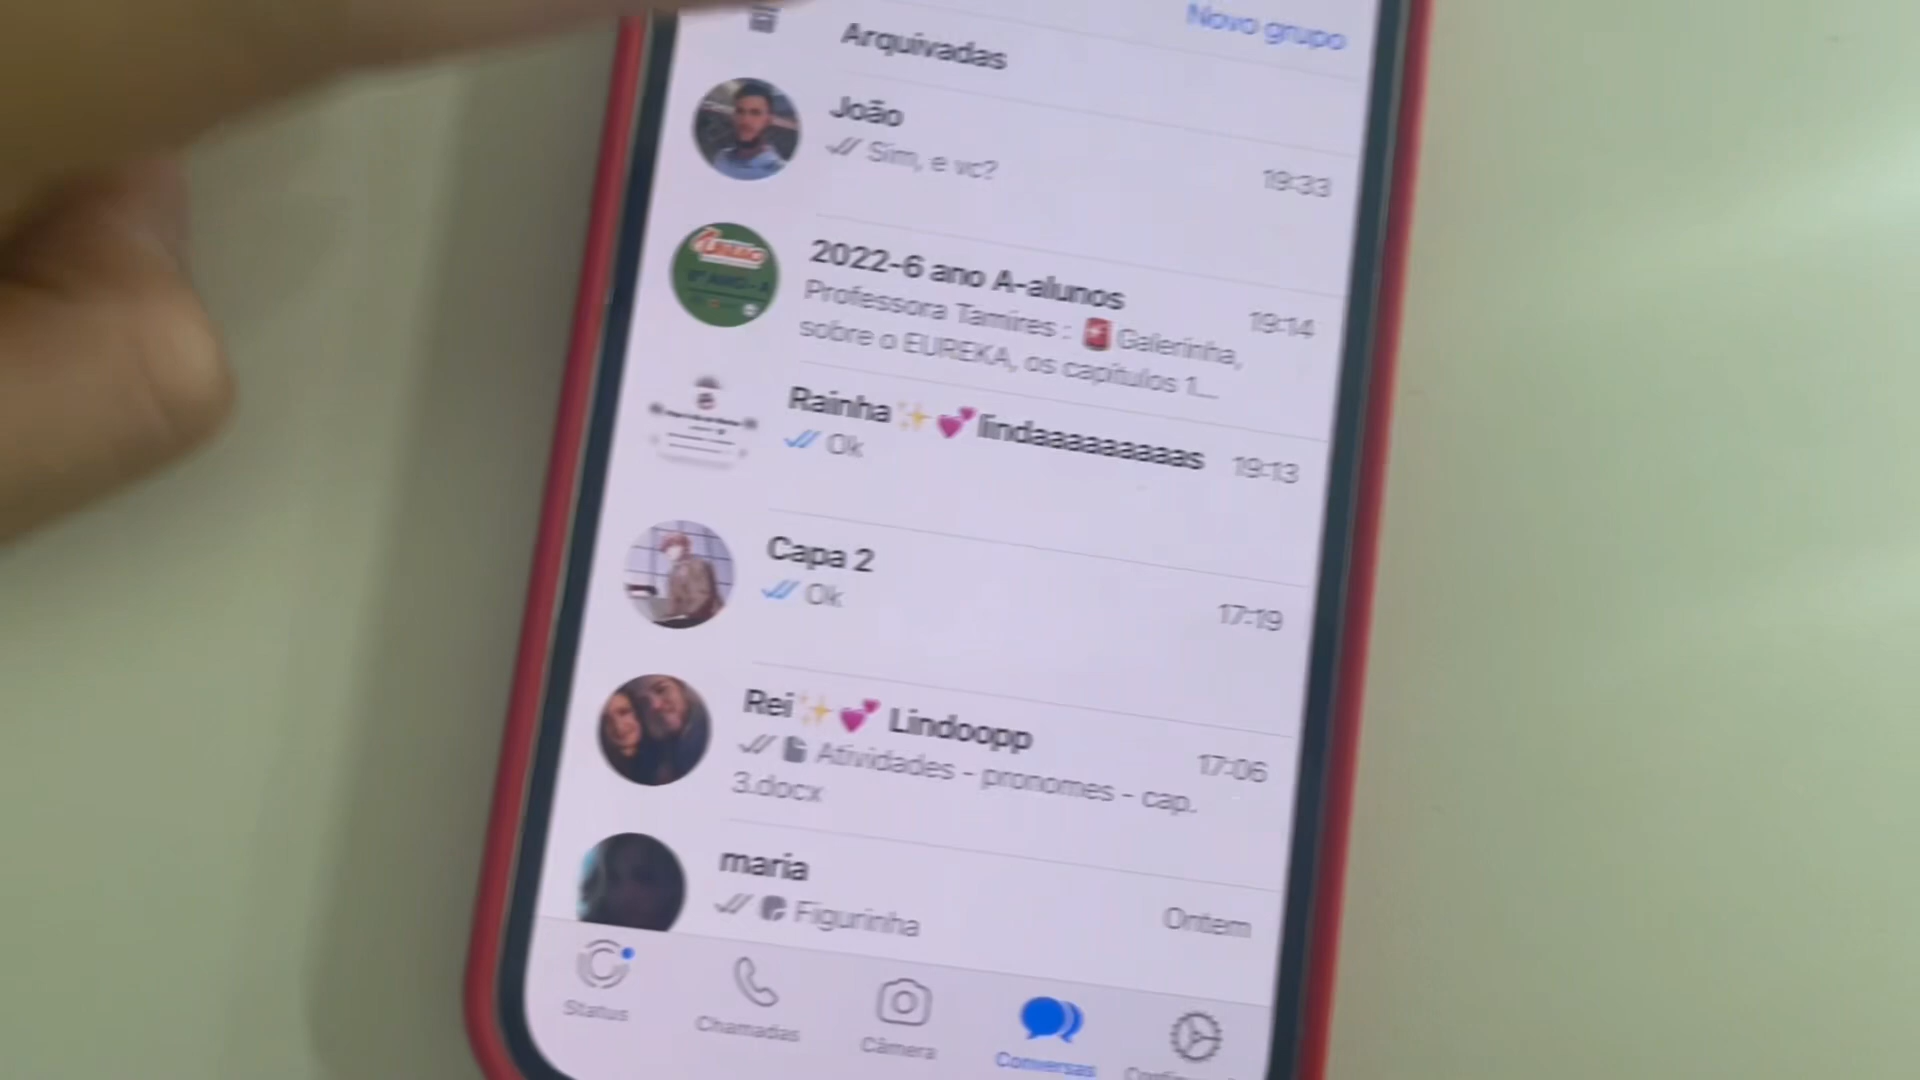 Novo grupo
Arquivadas
João
Sim, e vc?
19:33
2022-6 ano A-alunos
Professora Tamires: 🚨Galerinha,
sobre o EUREKA, os capítulos 1...
19:14
Rainha✨💕lindaaaaaaaaas
Ok
19:13
Capa 2
Ok
17:19
Rei✨💕 Lindoopp
Atividades - pronomes - cap.
3.docx
17:06
maria
Figurinha
Ontem
Status
Chamadas
Câmera
Conversas